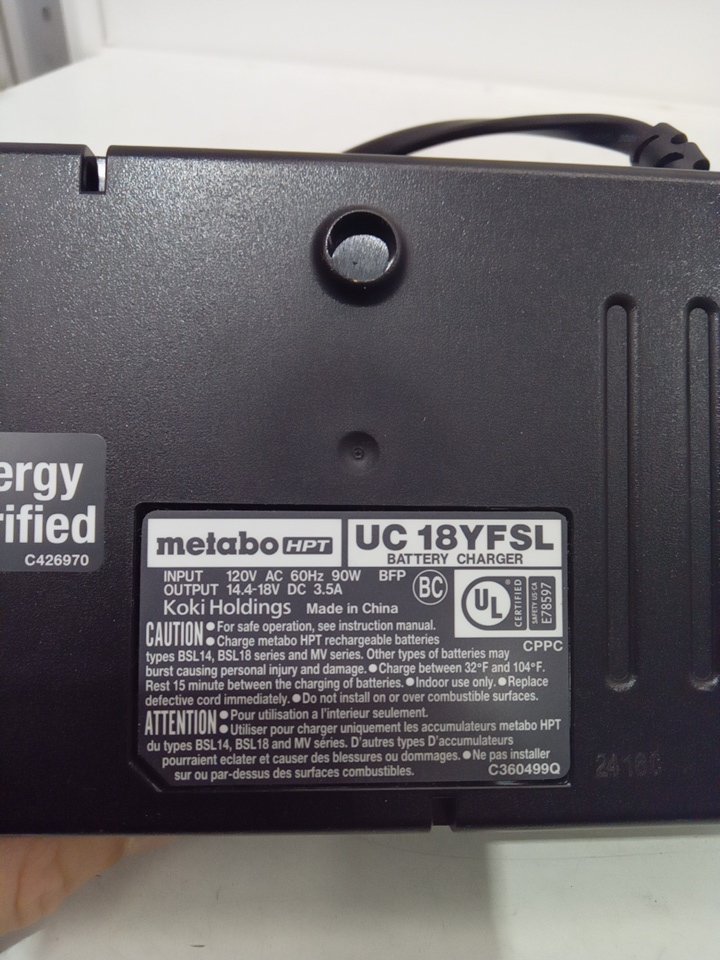 ergy
rified
C426970
metabo HPT
UC 18YFSL
BATTERY CHARGER
INPUT 120V AC 60Hz 90W BFP
OUTPUT 14.4-18V DC 3.5A
Koki Holdings Made in China
BC
UL
CERTIFIED
SAFETY US CA
E78597
CPPC
CAUTION ●For safe operation, see instruction manual.
●Charge metabo HPT rechargeable batteries
types BSL14, BSL18 series and MV series. Other types of batteries may
burst causing personal injury and damage. ●Charge between 32°F and 104°F.
Rest 15 minute between the charging of batteries. ●Indoor use only. ●Replace
defective cord immediately. ●Do not install on or over combustible surfaces.
ATTENTION ●Pour utilisation a l'interieur seulement.
●Utiliser pour charger uniquement les accumulateurs metabo HPT
du types BSL14, BSL18 and MV séries. D'autres types D'accumulateurs
pourraient eclater et causer des blessures ou dommages. ●Ne pas installer
sur ou par-dessus des surfaces combustibles.
C360499Q